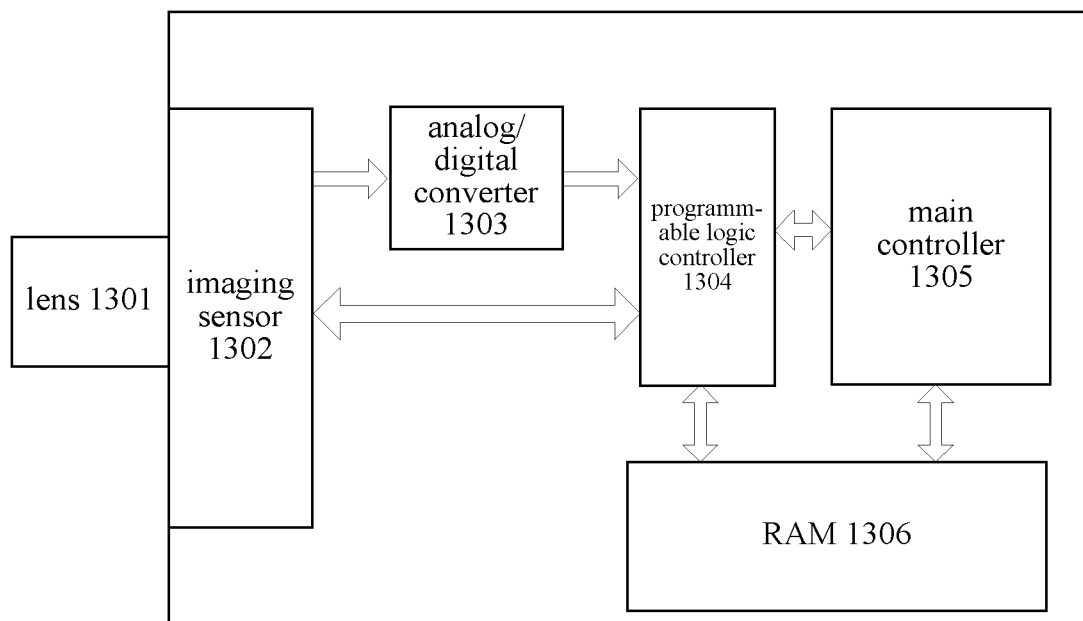 lens 1301
imaging
sensor
1302
analog/
digital
converter
1303
programm-
able logic
controller
1304
main
controller
1305
RAM 1306